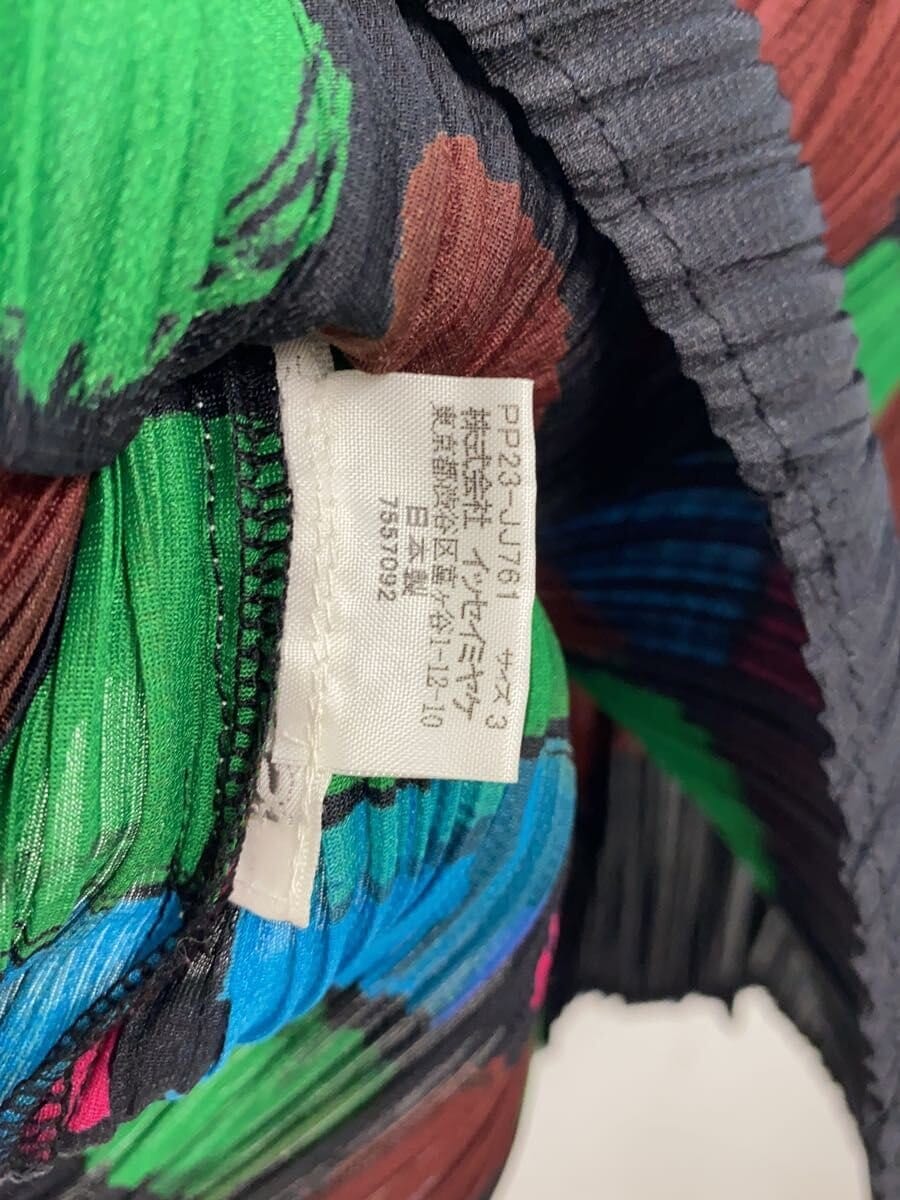 PP23-JJ761 サイズ 3
株式会社 イッセイミヤケ
東京都渋谷区富ヶ谷1-12-10
日本製
7557092